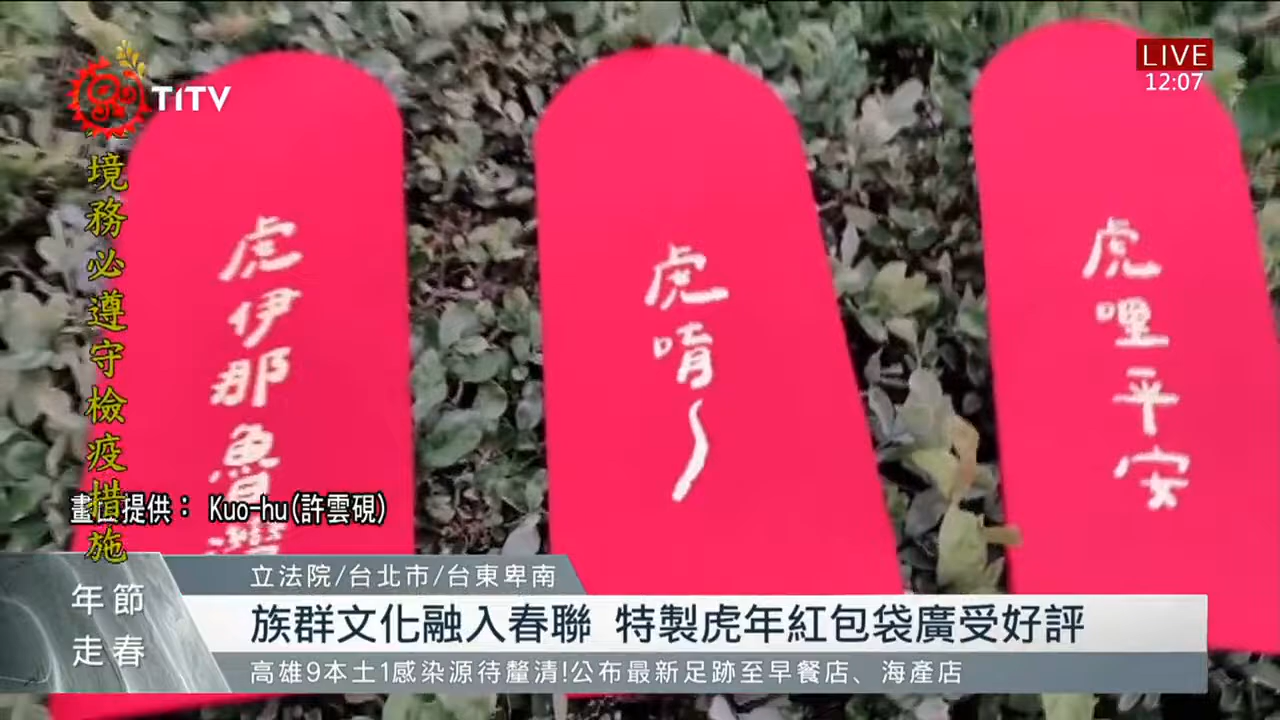 LIVE
12:07
TITV
境務必遵守檢疫措施
虎伊那魯灣
虎唷~
虎哩平安
畫面提供: Kuo-hu(許雲硯)
年節走春
立法院/台北市/台東卑南
族群文化融入春聯 特製虎年紅包袋廣受好評
高雄9本土1感染源待釐清!公布最新足跡至早餐店、海產店